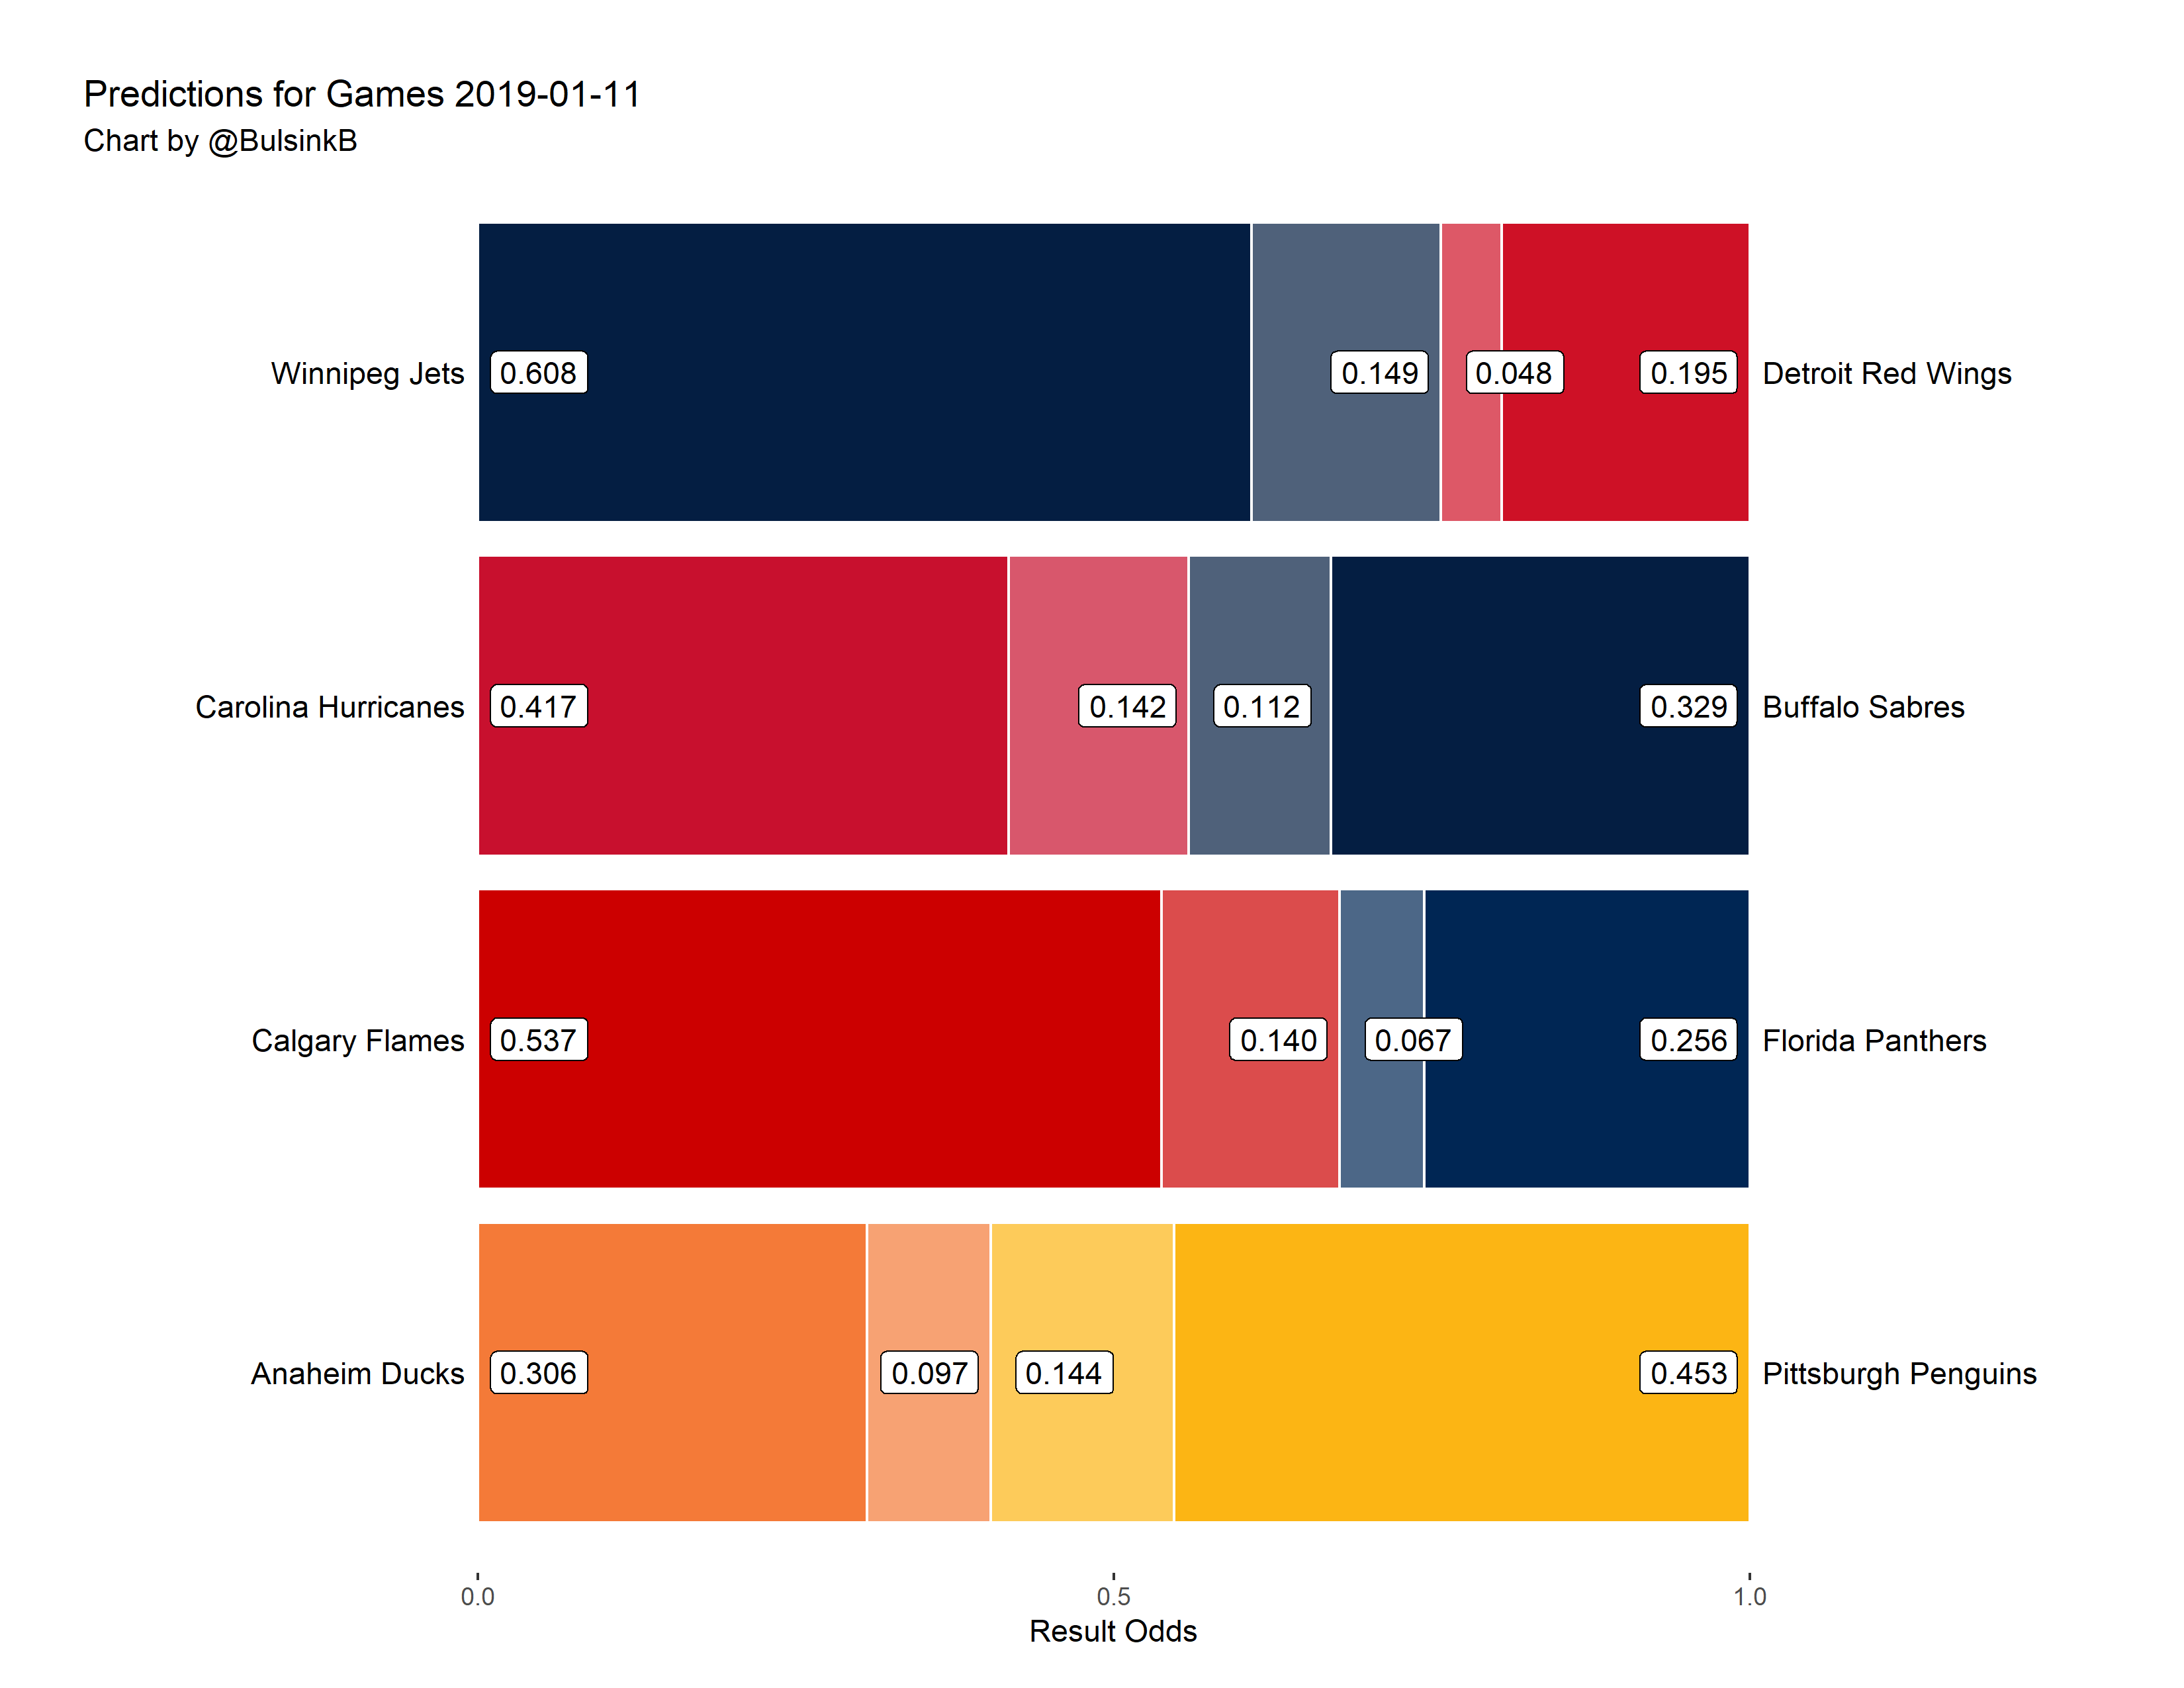 Predictions for Games 2019-01-11
Chart by @BulsinkB
Winnipeg Jets 0.608 0.149 0.048 0.195 Detroit Red Wings
Carolina Hurricanes 0.417 0.142 0.112 0.329 Buffalo Sabres
Calgary Flames 0.537 0.140 0.067 0.256 Florida Panthers
Anaheim Ducks 0.306 0.097 0.144 0.453 Pittsburgh Penguins
0.0 0.5 1.0
Result Odds